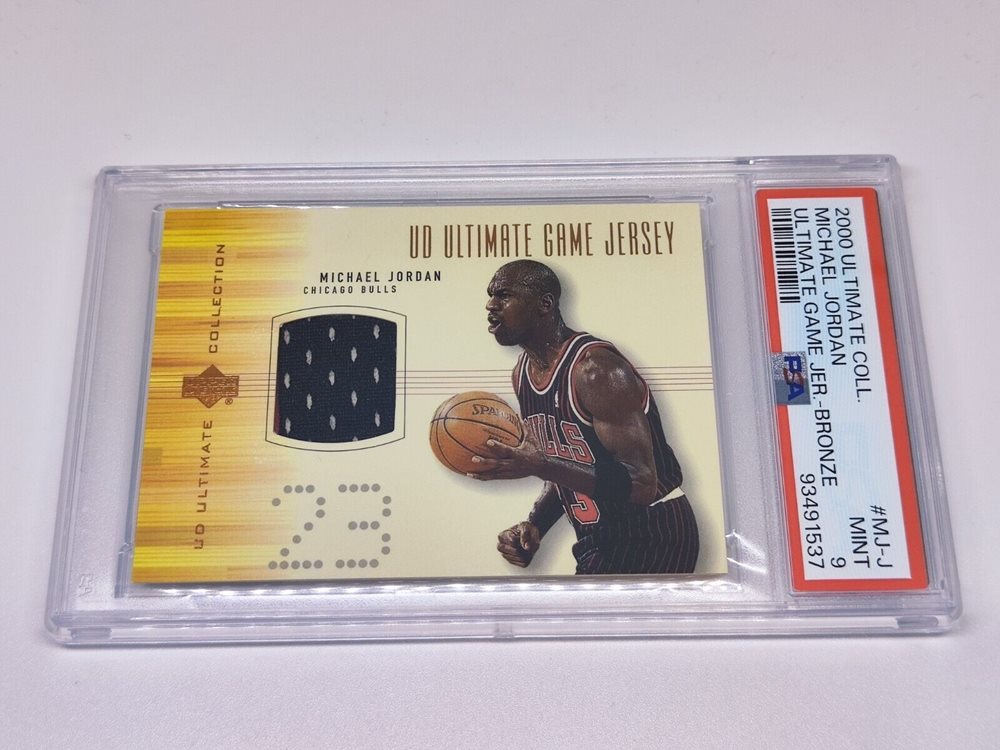 UD ULTIMATE GAME JERSEY
MICHAEL JORDAN
CHICAGO BULLS
UD ULTIMATE COLLECTION
23
SPALDING
BULLS
2000 ULTIMATE COLL. #MJ-J
MICHAEL JORDAN MINT
ULTIMATE GAME JER.-BRONZE 9
PSA
93491537